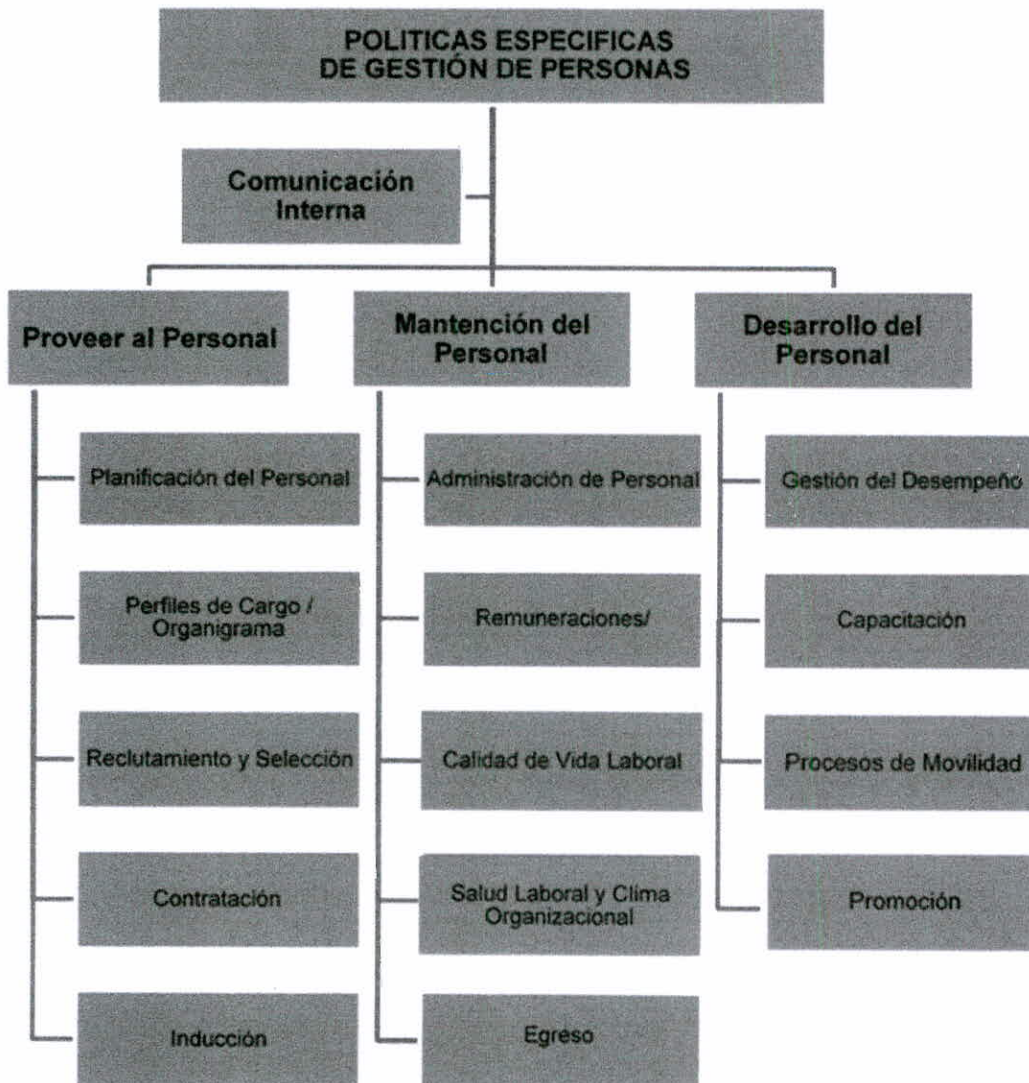 POLITICAS ESPECIFICAS
DE GESTIÓN DE PERSONAS
Comunicación
Interna
Proveer al Personal
Planificación del Personal
Perfiles de Cargo /
Organigrama
Reclutamiento y Selección
Contratación
Inducción
Mantención del
Personal
Administración de Personal
Remuneraciones/
Calidad de Vida Laboral
Salud Laboral y Clima
Organizacional
Egreso
Desarrollo del
Personal
Gestión del Desempeño
Capacitación
Procesos de Movilidad
Promoción